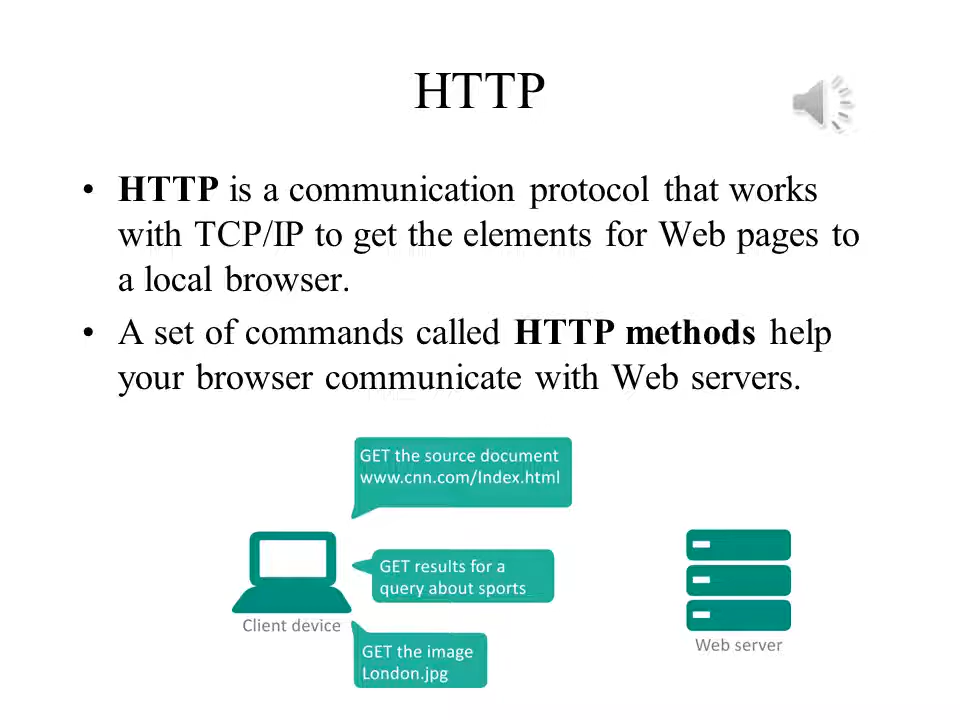 HTTP
• HTTP is a communication protocol that works
with TCP/IP to get the elements for Web pages to
a local browser.
• A set of commands called HTTP methods help
your browser communicate with Web servers.
GET the source document
www.cnn.com/Index.html
GET results for a
query about sports
Client device
GET the image
London.jpg
Web server